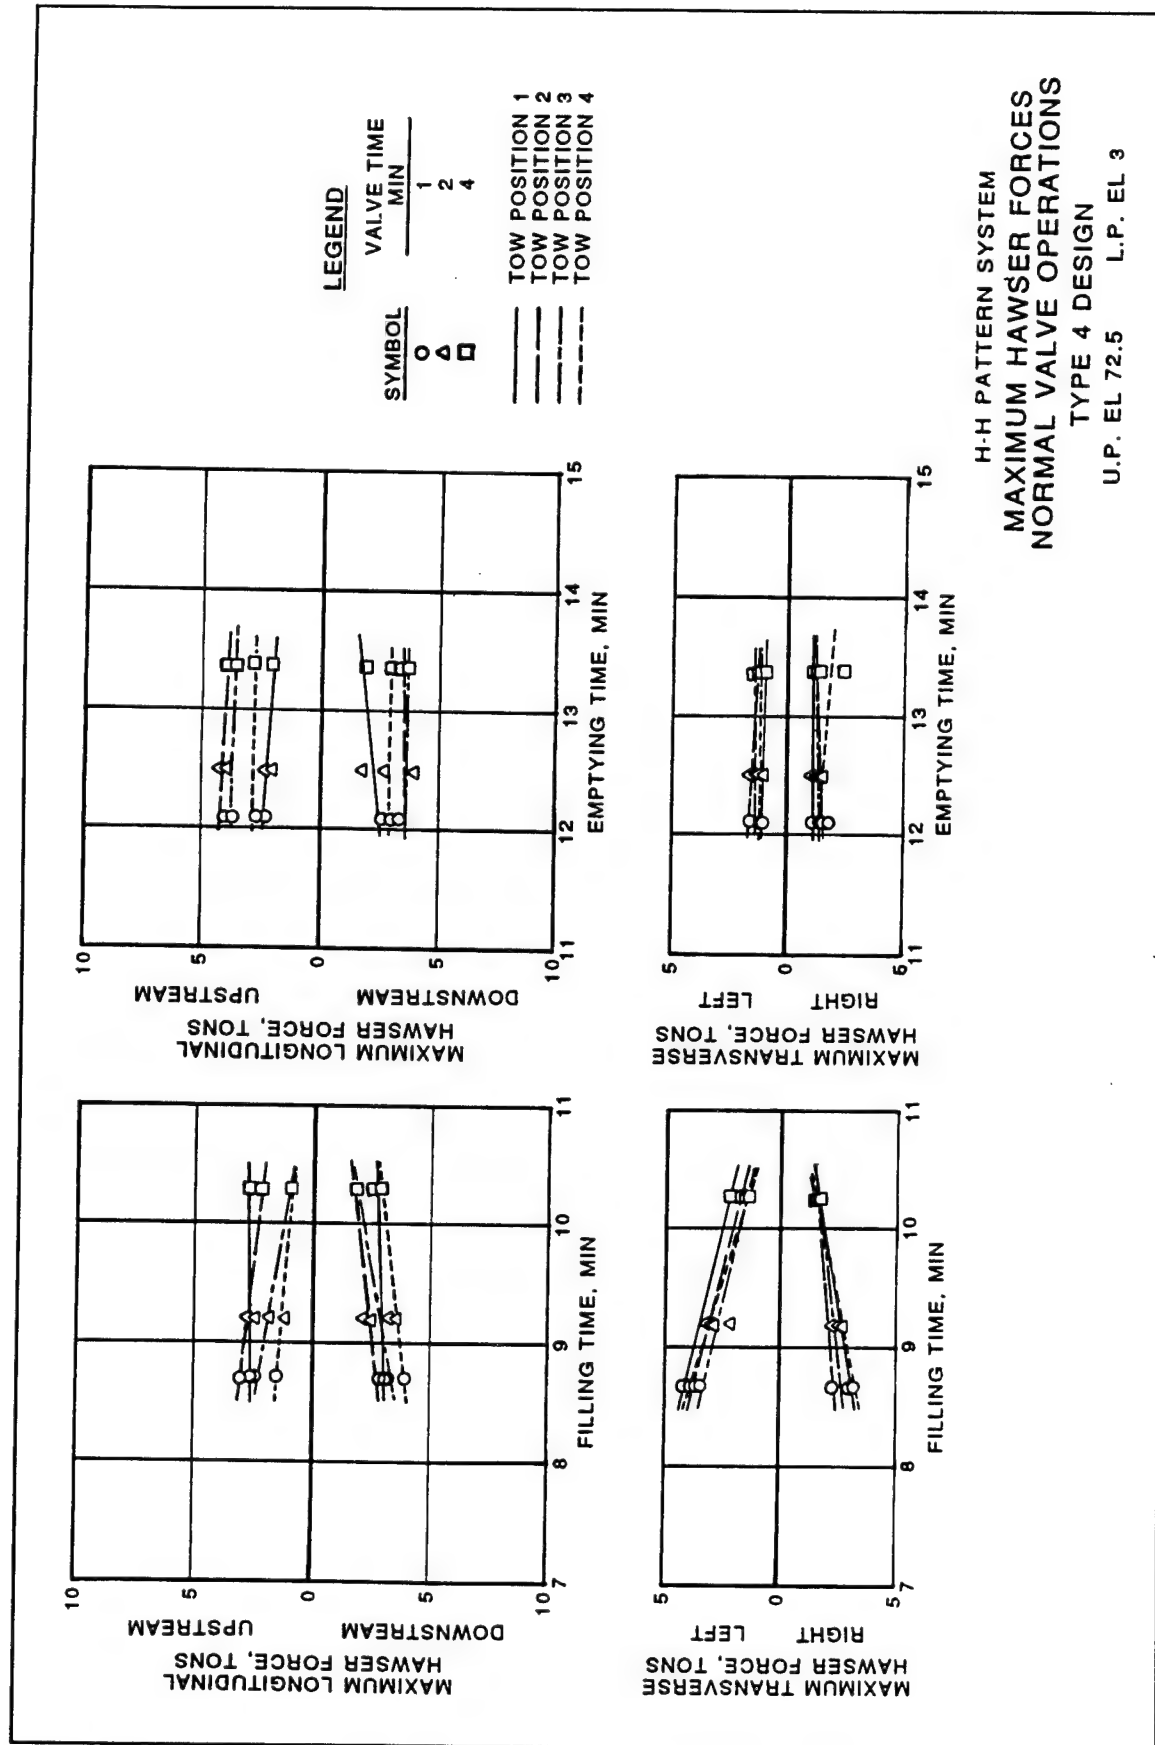 10
5
0
5
10
UPSTREAM
DOWNSTREAM
MAXIMUM LONGITUDINAL
HAWSER FORCE, TONS
7
8
9
10
11
FILLING TIME, MIN
10
5
0
5
10
UPSTREAM
DOWNSTREAM
MAXIMUM LONGITUDINAL
HAWSER FORCE, TONS
11
12
13
14
15
EMPTYING TIME, MIN
LEGEND
SYMBOL
VALVE TIME
MIN
1
2
4
TOW POSITION 1
TOW POSITION 2
TOW POSITION 3
TOW POSITION 4
5
0
5
LEFT
RIGHT
MAXIMUM TRANSVERSE
HAWSER FORCE, TONS
7
8
9
10
11
FILLING TIME, MIN
5
0
5
LEFT
RIGHT
MAXIMUM TRANSVERSE
HAWSER FORCE, TONS
11
12
13
14
15
EMPTYING TIME, MIN
H-H PATTERN SYSTEM
MAXIMUM HAWSER FORCES
NORMAL VALVE OPERATIONS
TYPE 4 DESIGN
U.P. EL 72.5 L.P. EL 3